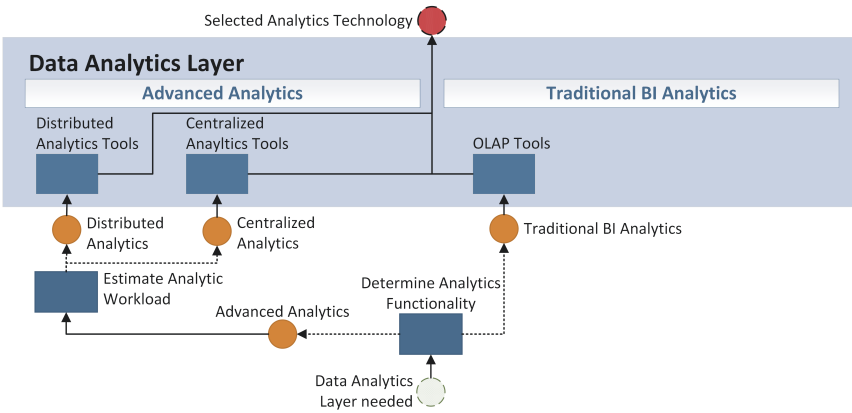 Selected Analytics Technology
Data Analytics Layer
Advanced Analytics
Traditional BI Analytics
Distributed
Analytics Tools
Centralized
Anayltics Tools
OLAP Tools
Distributed
Analytics
Centralized
Analytics
Traditional BI Analytics
Estimate Analytic
Workload
Determine Analytics
Functionality
Advanced Analytics
Data Analytics
Layer needed